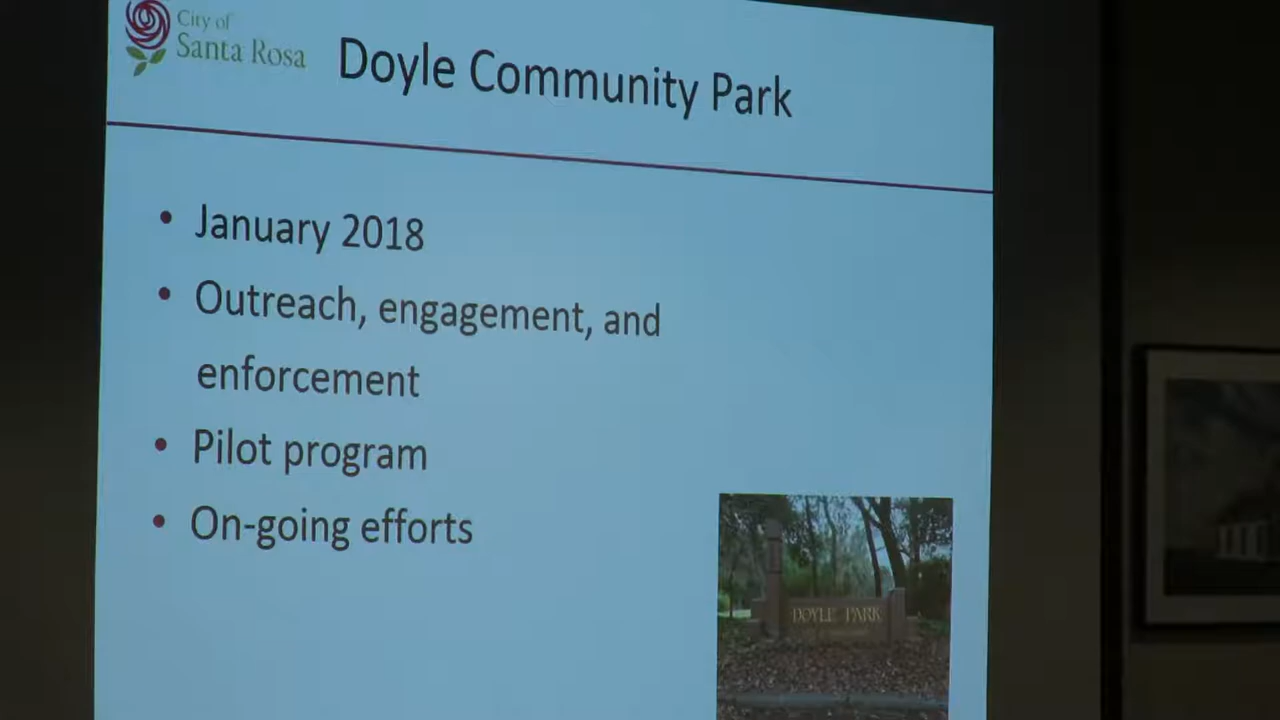 City of
Santa Rosa
Doyle Community Park
• January 2018
• Outreach, engagement, and
enforcement
• Pilot program
• On-going efforts
DOYLE PARK